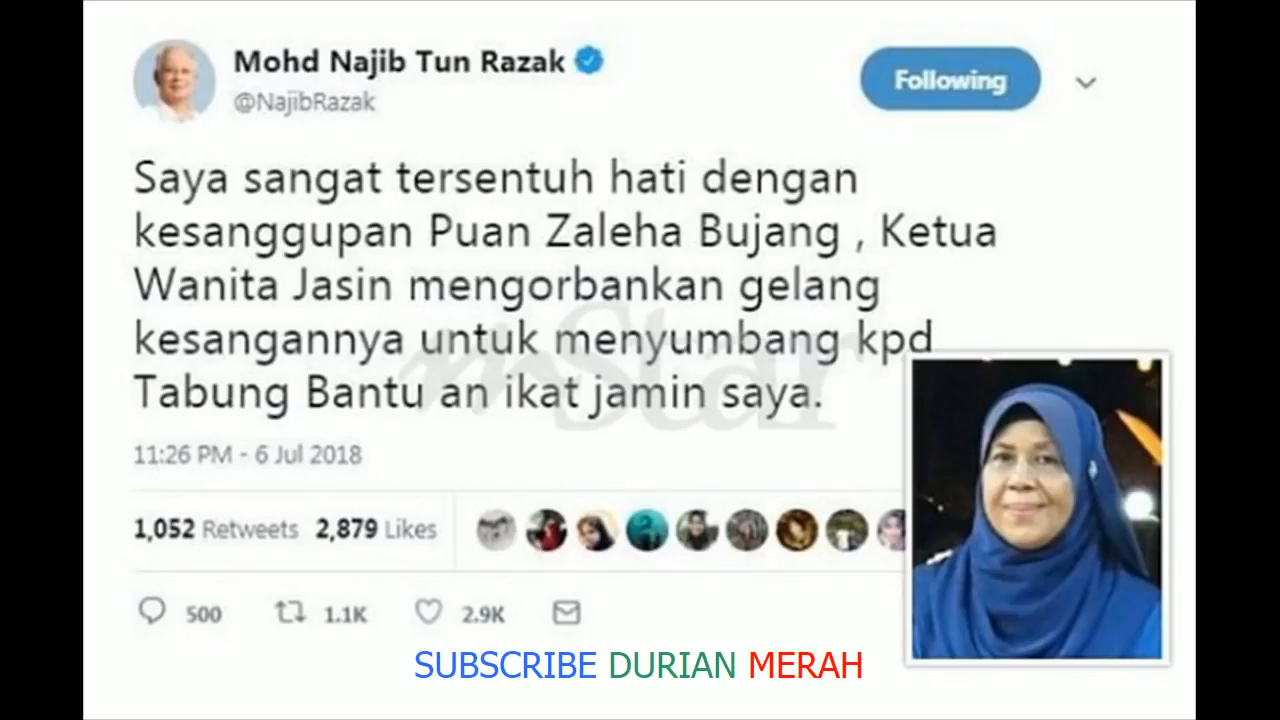 Mohd Najib Tun Razak
@NajibRazak
Following
Saya sangat tersentuh hati dengan
kesanggupan Puan Zaleha Bujang , Ketua
Wanita Jasin mengorbankan gelang
kesangannya untuk menyumbang kpd
Tabung Bantu an ikat jamin saya.
mStar
11:26 PM - 6 Jul 2018
1,052 Retweets 2,879 Likes
500 1.1K 2.9K
SUBSCRIBE DURIAN MERAH